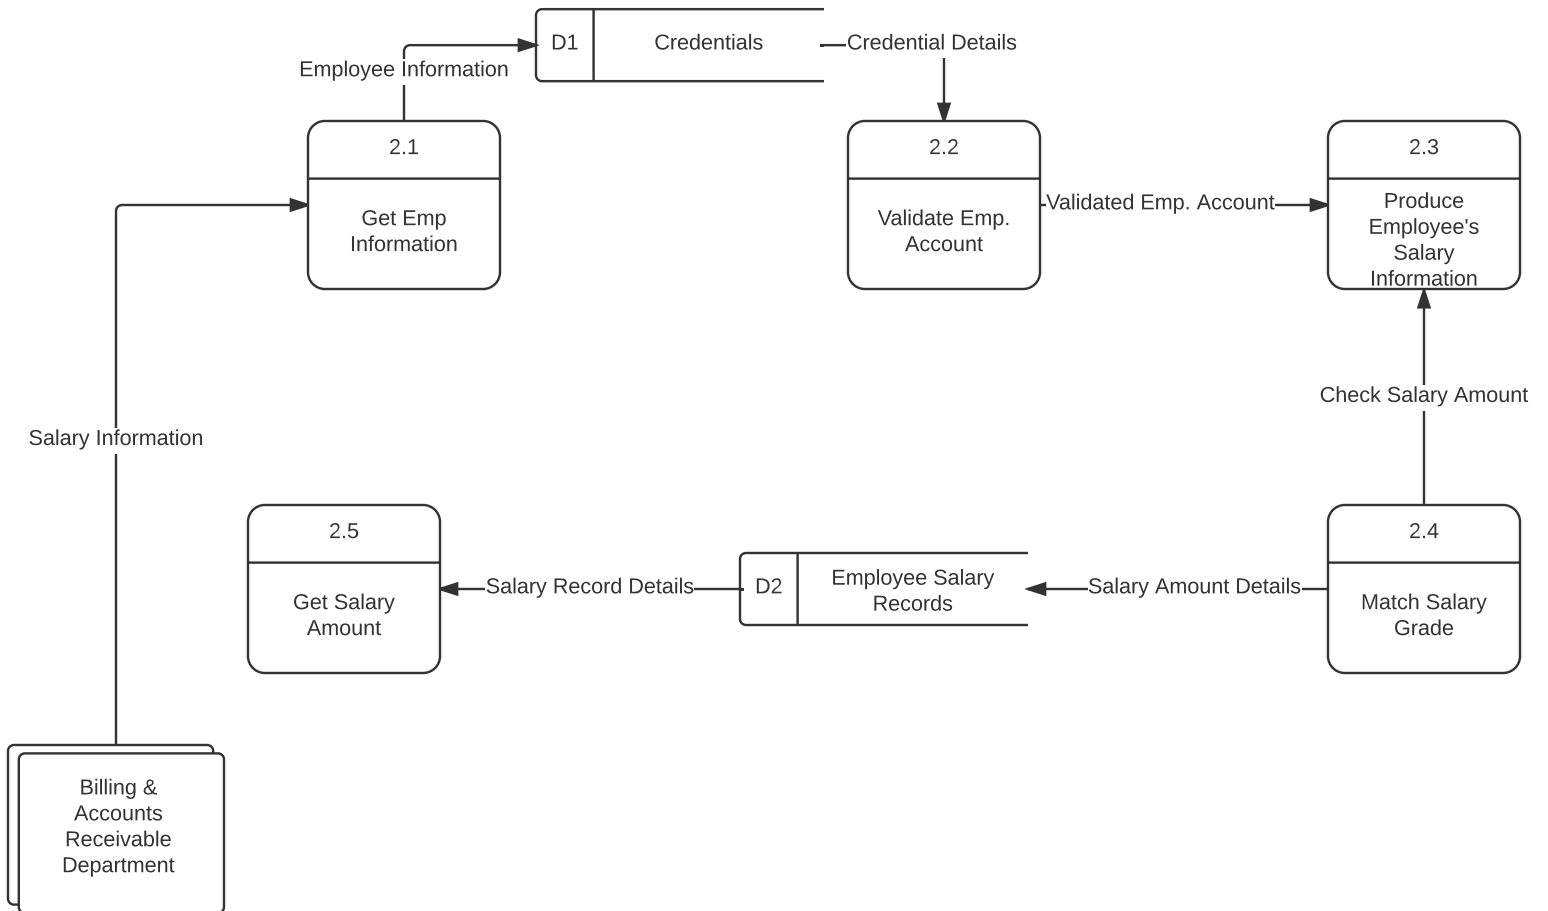 D1
Credentials
Credential Details
Employee Information
2.1
Get Emp
Information
2.2
Validate Emp.
Account
Validated Emp. Account
2.3
Produce
Employee's
Salary
Information
Check Salary Amount
Salary Information
2.5
Get Salary
Amount
Salary Record Details
D2
Employee Salary
Records
Salary Amount Details
2.4
Match Salary
Grade
Billing &
Accounts
Receivable
Department